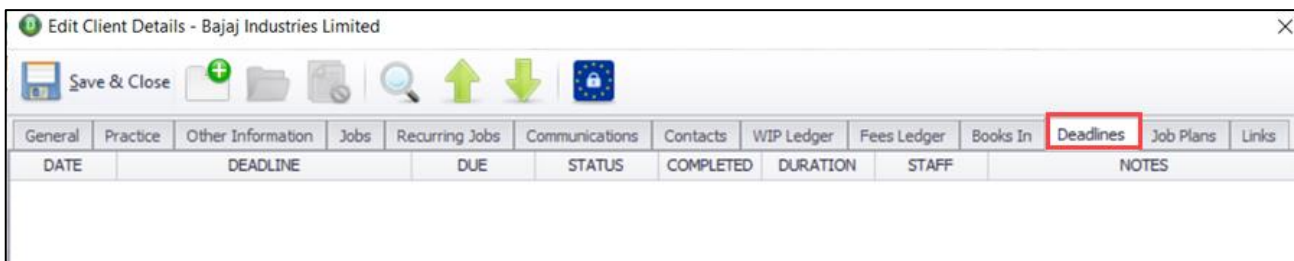 Edit Client Details - Bajaj Industries Limited
Save & Close
General Practice Other Information Jobs Recurring Jobs Communications Contacts WIP Ledger Fees Ledger Books In Deadlines Job Plans Links
DATE DEADLINE DUE STATUS COMPLETED DURATION STAFF NOTES